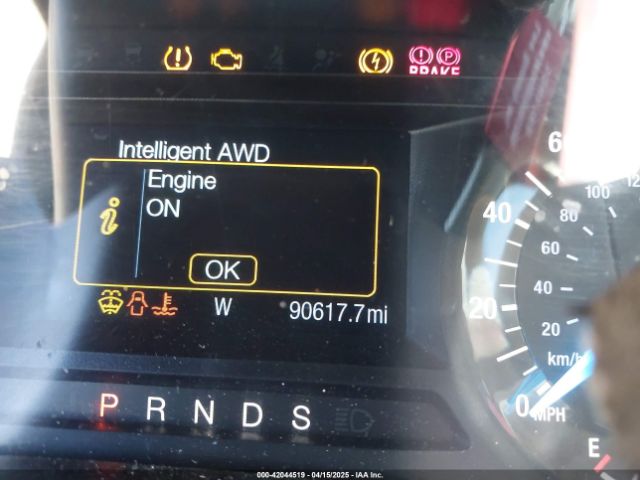 BRAKE
Intelligent AWD
Engine
ON
OK
W 90617.7mi
P R N D S
60
40
20
0
MPH
120
100
80
60
40
20
km/h
E
000-42044519 - 04/15/2025 - IAA Inc.